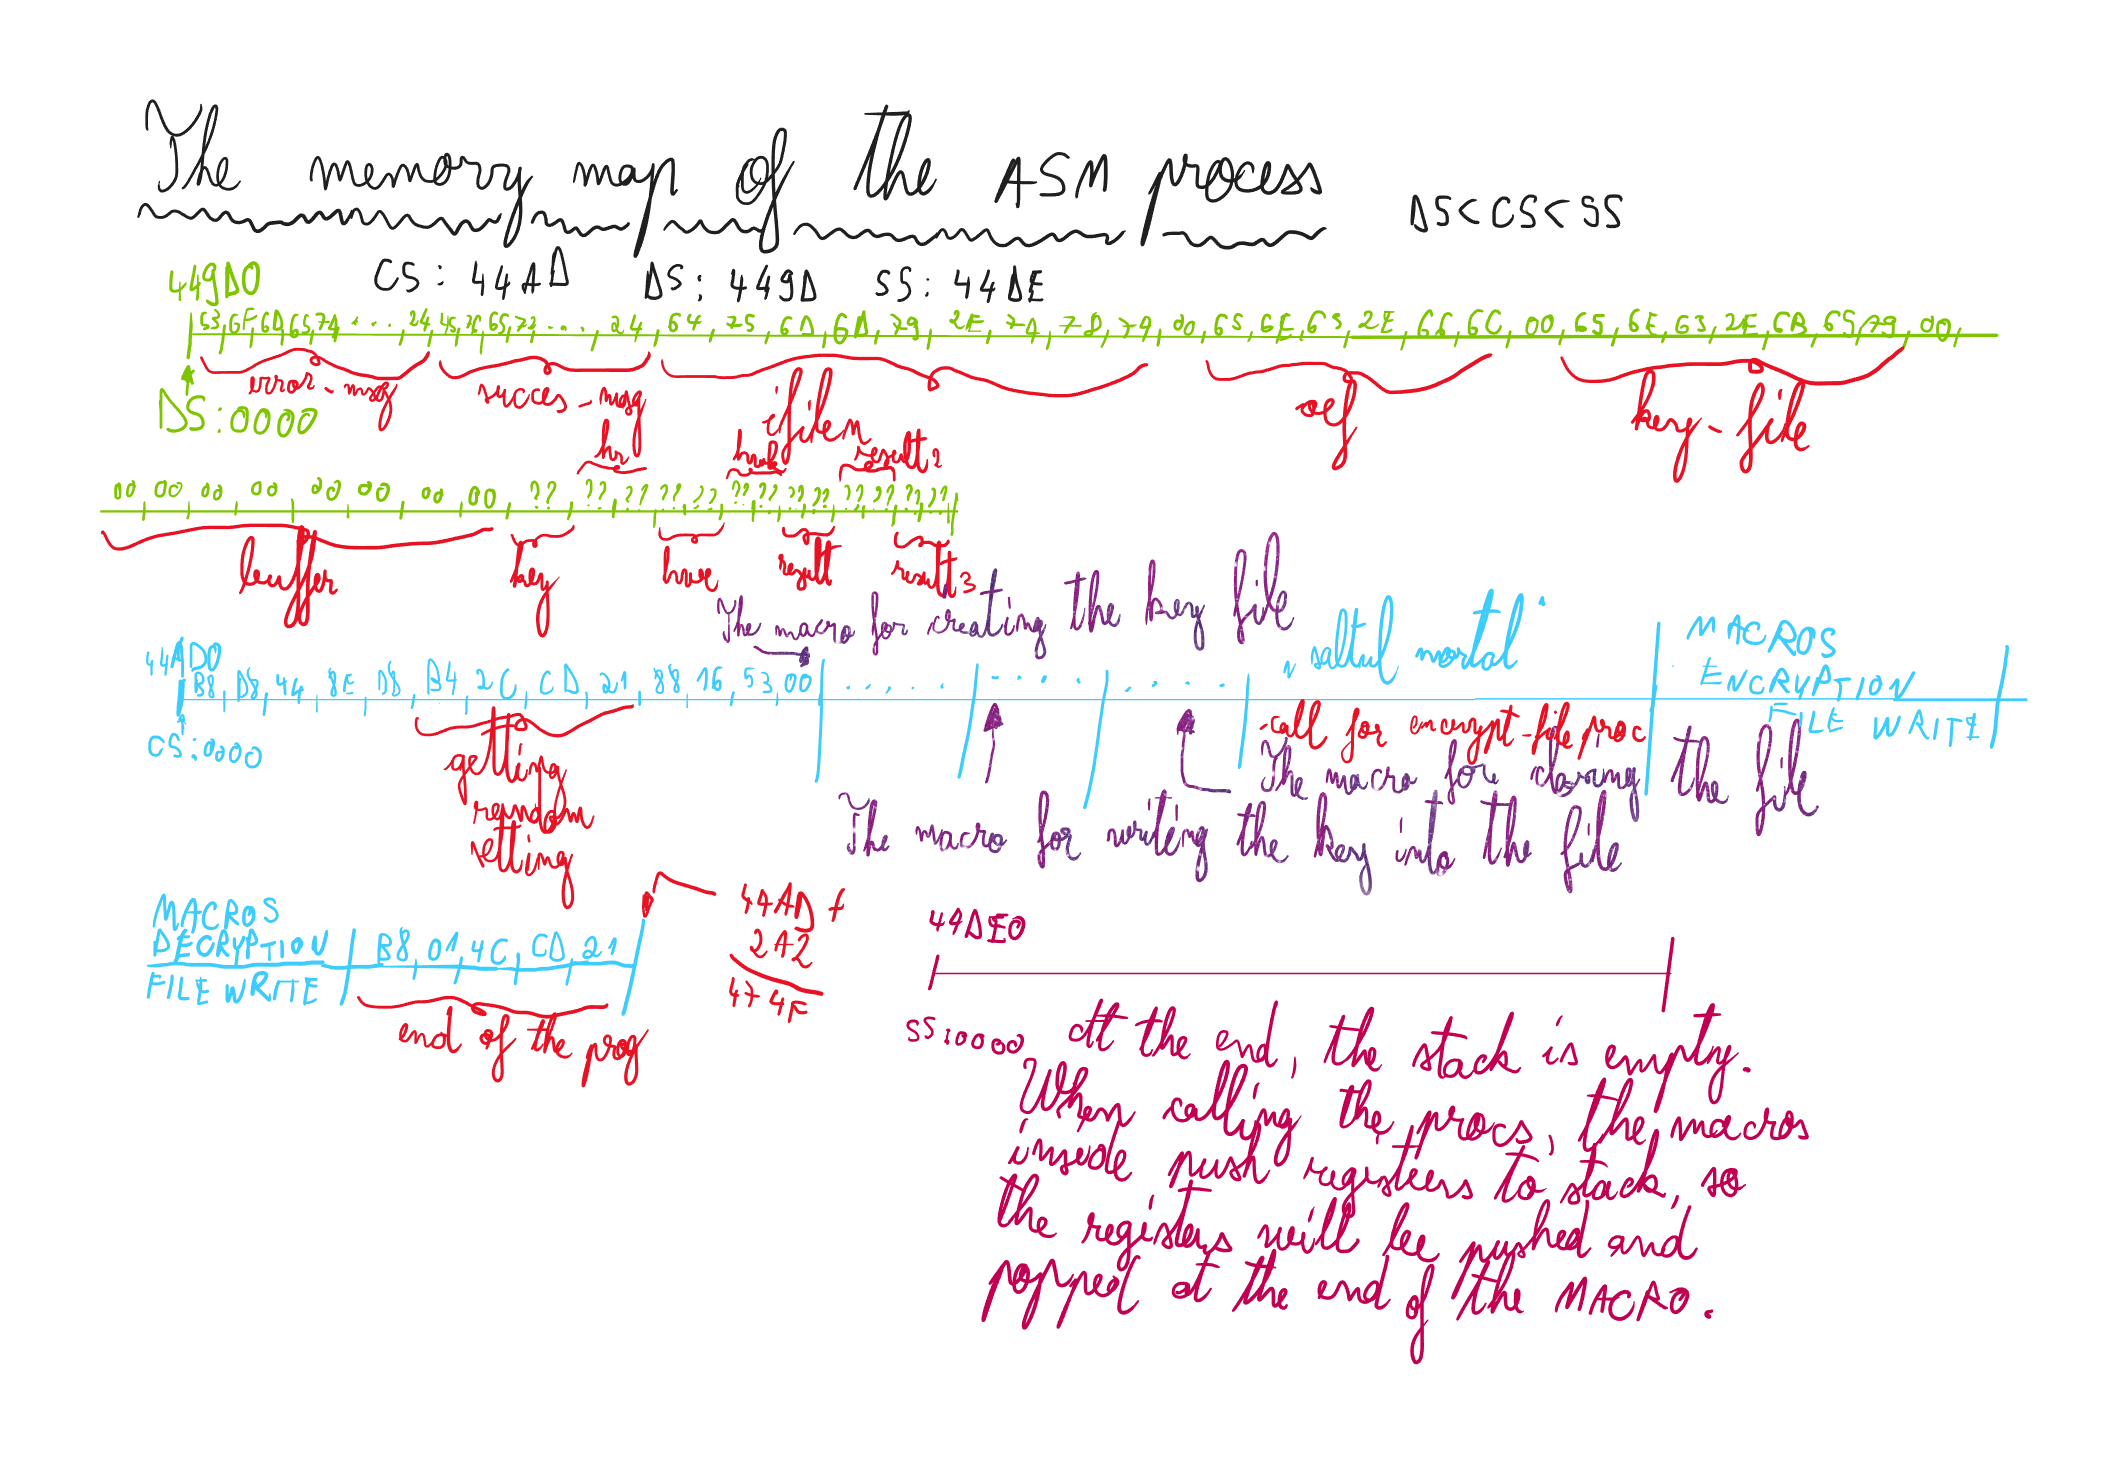 The memory map of the ASM process
DS<CS<SS
CS: 44AD DS: 449D SS: 44DE
449D0
53, 6F, 6D, 65, 7A ..... 24, 45, 76, 65, 72 ..... 24, 64, 75, 6D, 6D, 79, 2E, 74, 78, 74, 00, 65, 6E, 63, 2E, 66, 6C, 00, 65, 6E, 63, 2E, 6B, 65, 79, 00,
DS:0000
error-msg
succes-msg
ifilen
oef
key-file
hr
result2
00 00 00 00 00 00 00 00 ?? ?? ?? ?? ?? ?? ?? ?? ?? ?? ?? ?? ??
buffer
key
result
result3
The macro for creating the key file
"saltul mortal"
MACROS
ENCRYPTION
FILE WRITE
44AD0
B8, D8, 44, 8E, D8, B4, 2C, CD, 21, 88, 16, 53, 00
CS:0000
getting
random
setting
-call for encrypt-file proc
The macro for closing the file
The macro for writing the key into the file
MACROS
DECRYPTION
FILE WRITE
B8, 01, 4C, CD, 21
end of the prog
44AD +
2A2
474F
44DE0
SS:0000
At the end, the stack is empty.
When calling the procs, the macros
inside push registers to stack, so
the registers will be pushed and
popped at the end of the MACRO.